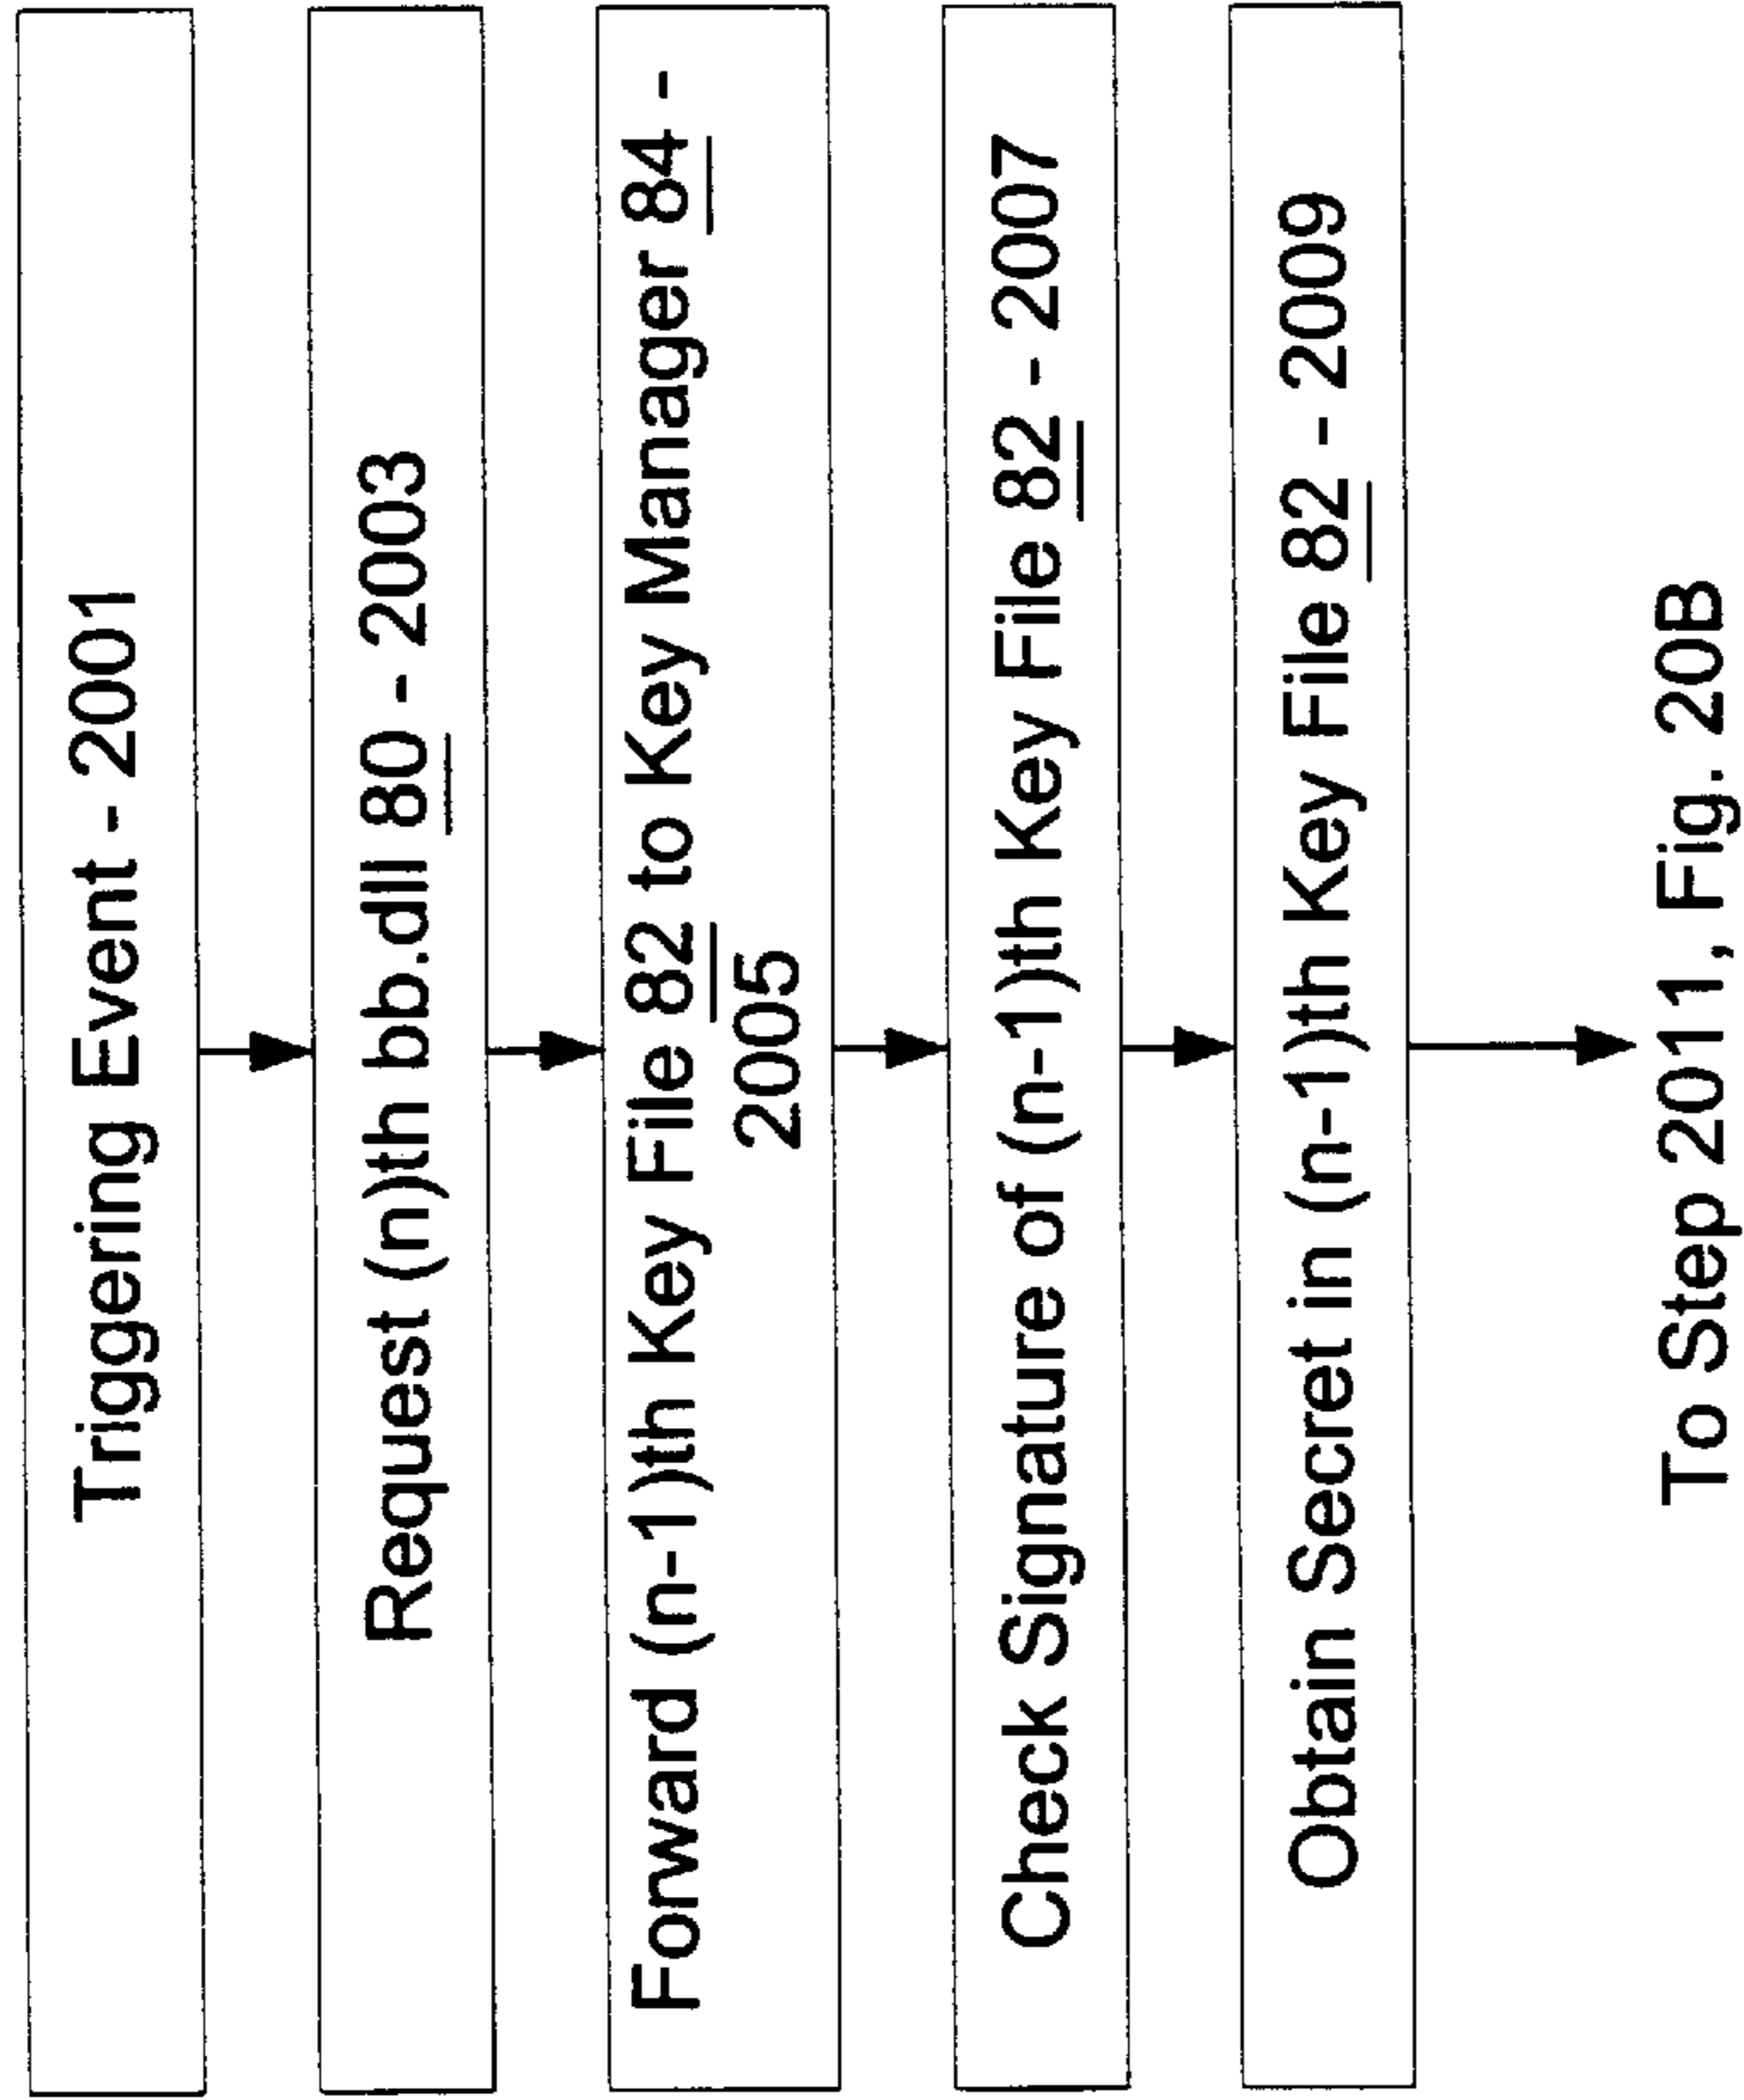 Triggering Event - 2001
Request (n)th bb.dll 80 - 2003
Forward (n-1)th Key File 82 to Key Manager 84 -
2005
Check Signature of (n-1)th Key File 82 - 2007
Obtain Secret in (n-1)th Key File 82 - 2009
To Step 2011, Fig. 20B